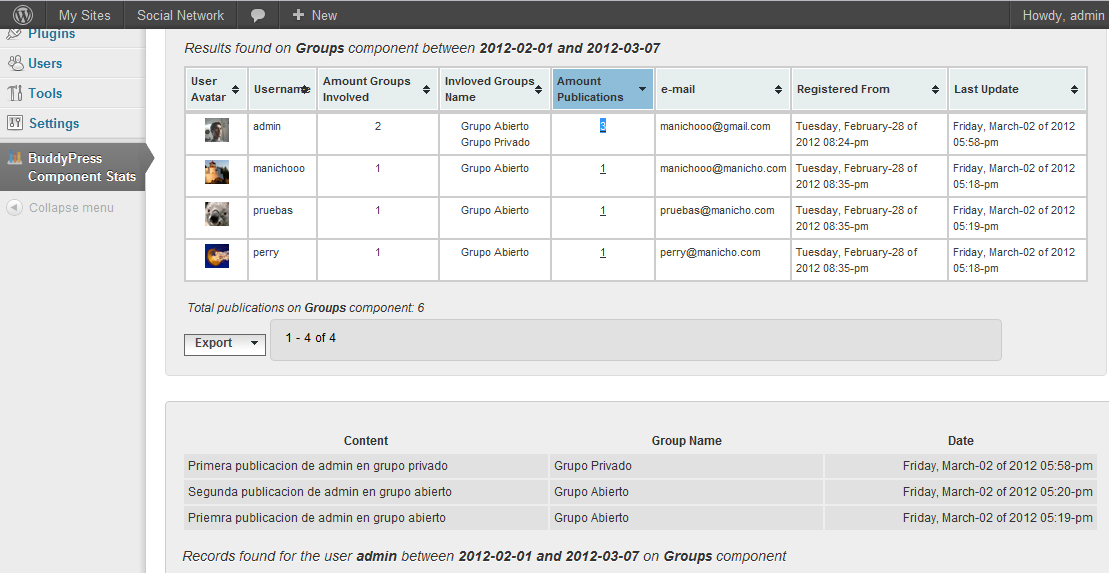 My Sites Social Network New Howdy, admin
Plugins
Users
Tools
Settings
BuddyPress
Component Stats
Collapse menu
Results found on Groups component between 2012-02-01 and 2012-03-07
User Avatar Username Amount Groups Involved Invloved Groups Name Amount Publications e-mail Registered From Last Update
admin 2 Grupo Abierto Grupo Privado 3 manichooo@gmail.com Tuesday, February-28 of 2012 08:24-pm Friday, March-02 of 2012 05:58-pm
manichooo 1 Grupo Abierto 1 manichooo@manicho.com Tuesday, February-28 of 2012 08:35-pm Friday, March-02 of 2012 05:18-pm
pruebas 1 Grupo Abierto 1 pruebas@manicho.com Tuesday, February-28 of 2012 08:35-pm Friday, March-02 of 2012 05:19-pm
perry 1 Grupo Abierto 1 perry@manicho.com Tuesday, February-28 of 2012 08:35-pm Friday, March-02 of 2012 05:18-pm
Total publications on Groups component: 6
Export 1 - 4 of 4
Content Group Name Date
Primera publicacion de admin en grupo privado Grupo Privado Friday, March-02 of 2012 05:58-pm
Segunda publicacion de admin en grupo abierto Grupo Abierto Friday, March-02 of 2012 05:20-pm
Priemra publicacion de admin en grupo abierto Grupo Abierto Friday, March-02 of 2012 05:19-pm
Records found for the user admin between 2012-02-01 and 2012-03-07 on Groups component